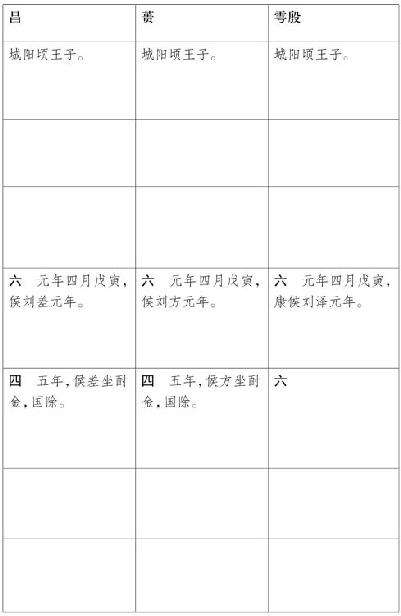 昌 蒉 雩殷
城阳顷王子。 城阳顷王子。 城阳顷王子。
六 元年四月戊寅，
侯刘差元年。
六 元年四月戊寅，
侯刘方元年。
六 元年四月戊寅，
康侯刘泽元年。
四 五年，侯差坐酎
金，国除。
四 五年，侯方坐酎
金，国除。
六